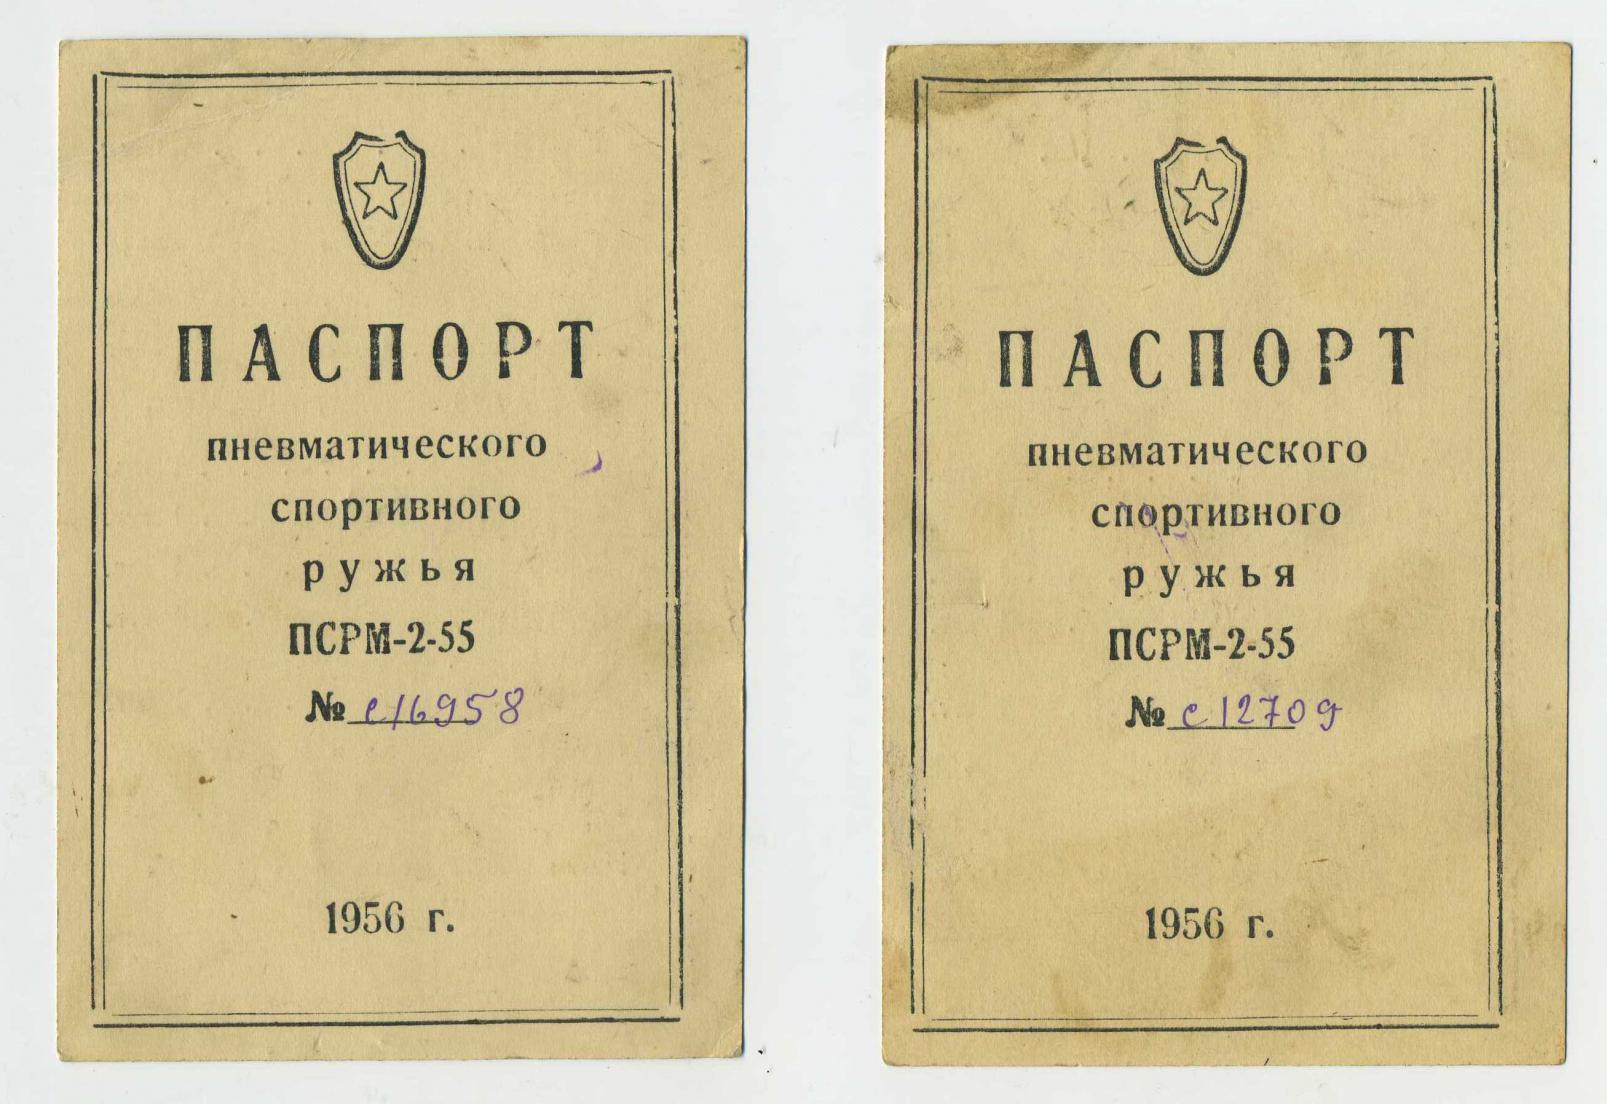 ПАСПОРТ
пневматического
спортивного
ружья
ПСРМ-2-55
№ с16958
1956 г.
ПАСПОРТ
пневматического
спортивного
ружья
ПСРМ-2-55
№ с12709
1956 г.